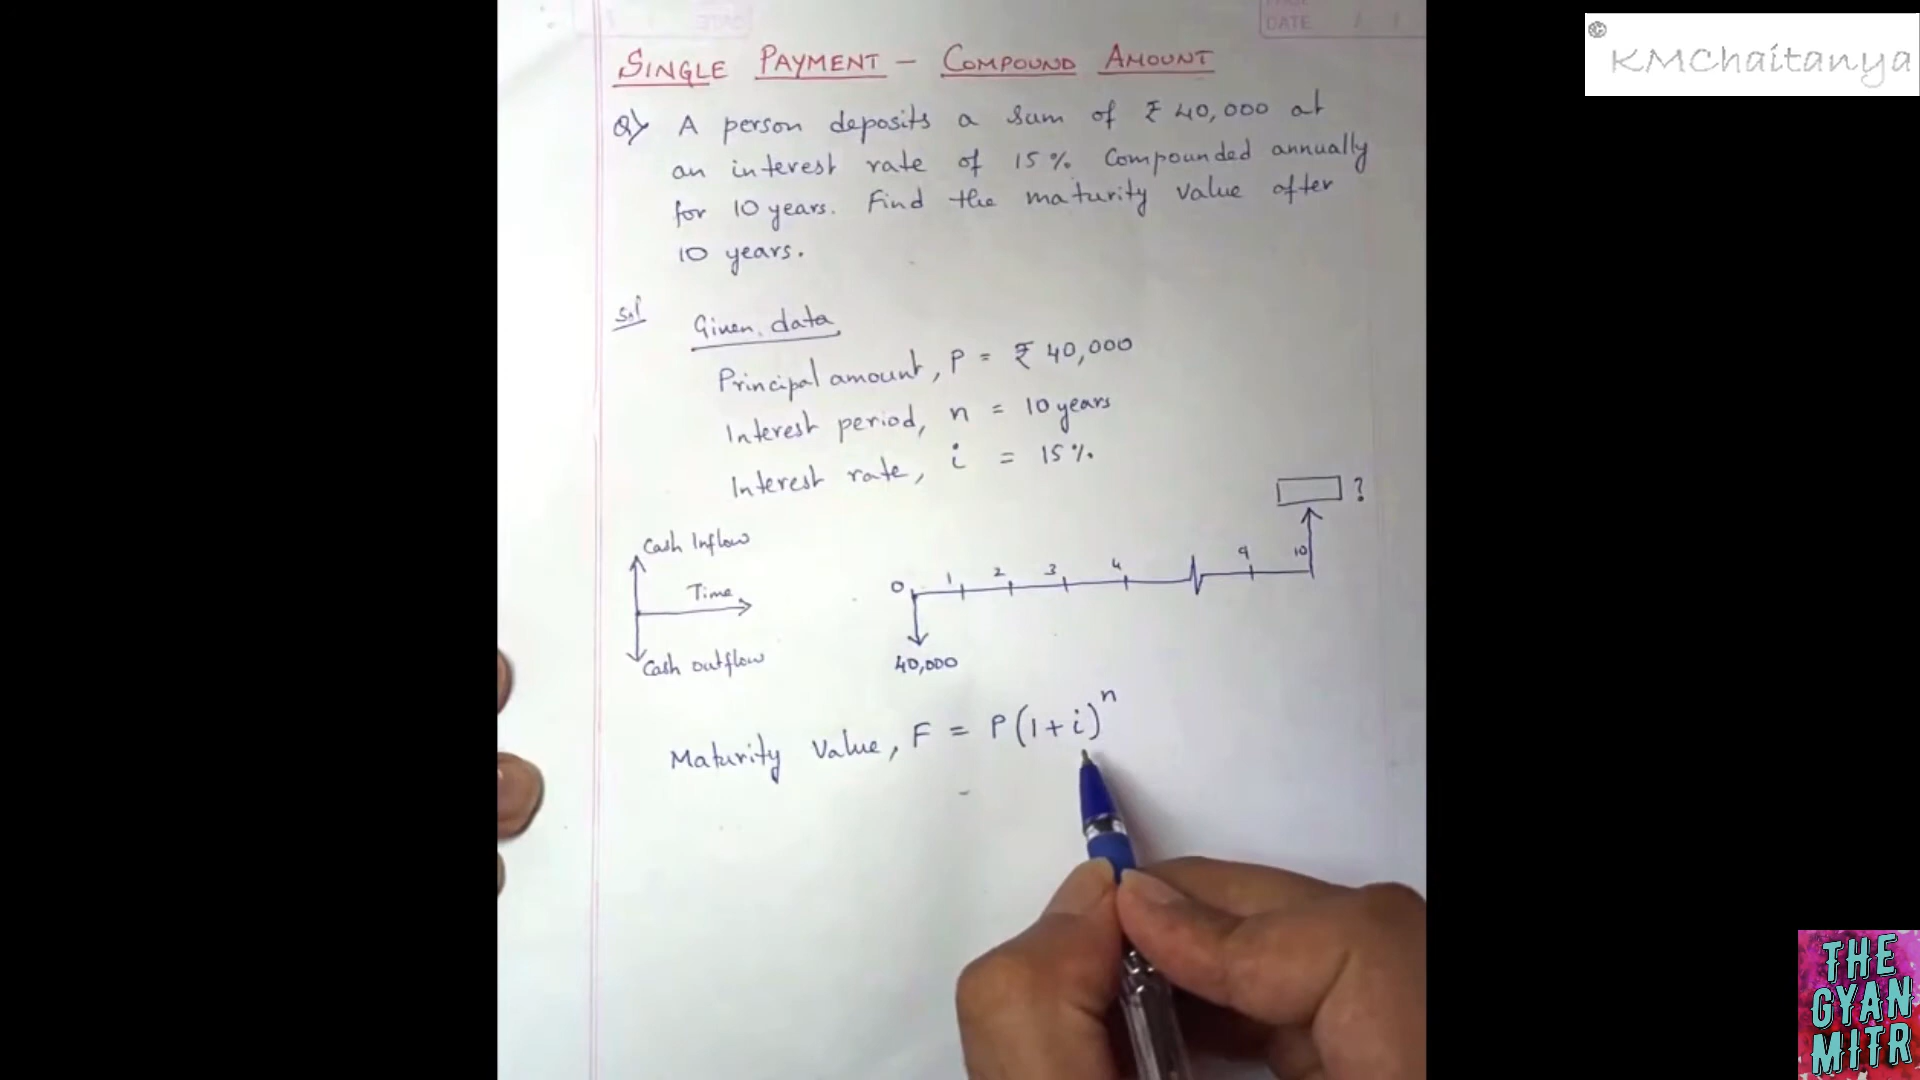 DATE
SINGLE PAYMENT - COMPOUND AMOUNT
Q) A person deposits a sum of ₹ 40,000 at
an interest rate of 15% Compounded annually
for 10 years. Find the maturity value after
10 years.
Sol
Given data
Principal amount, P = ₹ 40,000
Interest period, n = 10 years
Interest rate, i = 15%
?
Cash Inflow
Time
Cash outflow
0 1 2 3 4 9 10
40,000
Maturity Value, F = P(1+i)^n
© KMChaitanya
THE
GYAN
MITR